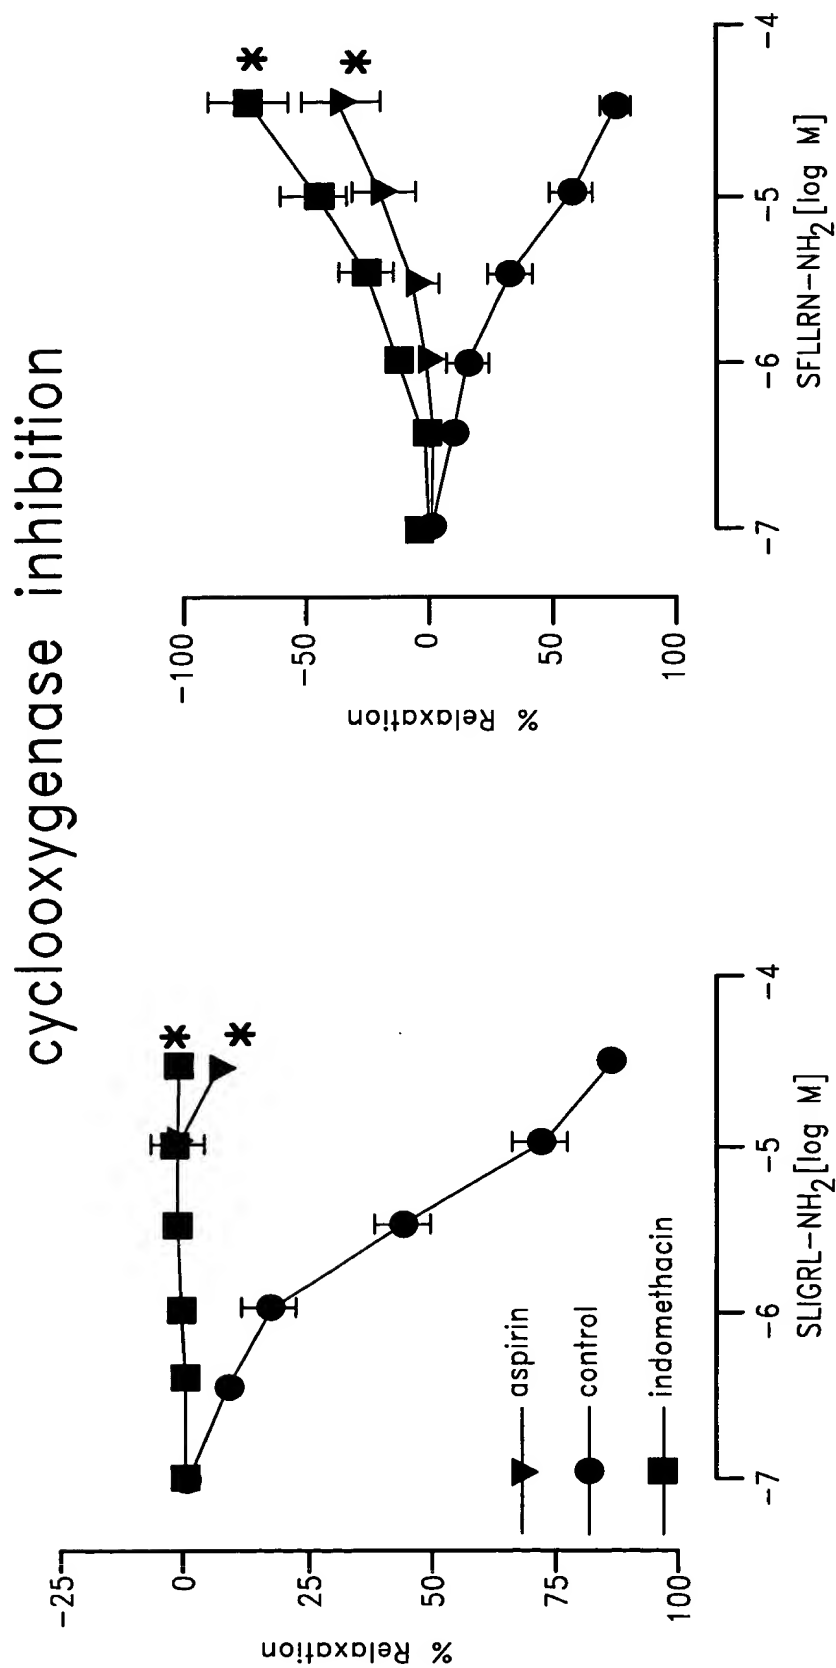 cyclooxygenase inhibition
% Relaxation
-25
0
25
50
75
100
-7
-6
-5
-4
SLIGRL-NH2[log M]
aspirin
control
indomethacin
*
*
% Relaxation
-100
-50
0
50
100
-7
-6
-5
-4
SFLLRN-NH2[log M]
*
*